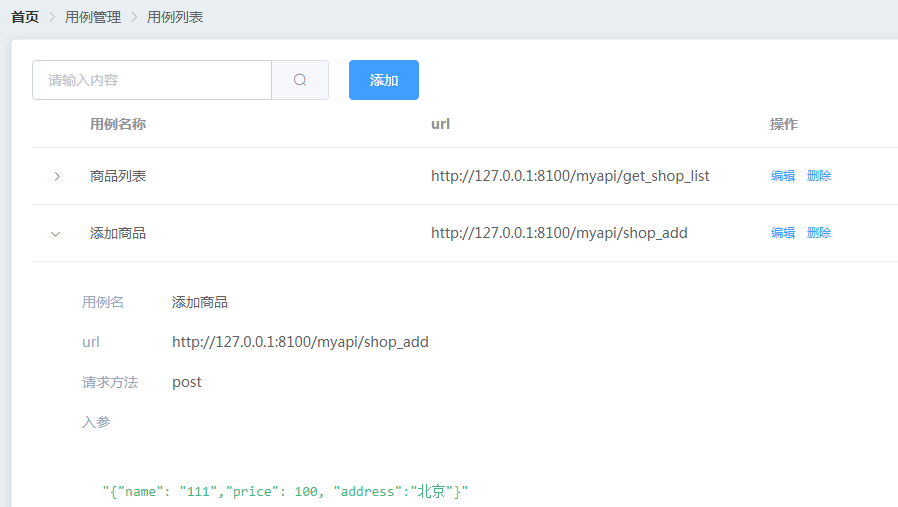 首页 > 用例管理 > 用例列表
请输入内容 添加
用例名称 url 操作
商品列表 http://127.0.0.1:8100/myapi/get_shop_list 编辑 删除
添加商品 http://127.0.0.1:8100/myapi/shop_add 编辑 删除
用例名 添加商品
url http://127.0.0.1:8100/myapi/shop_add
请求方法 post
入参
"{"name": "111","price": 100, "address":"北京"}"